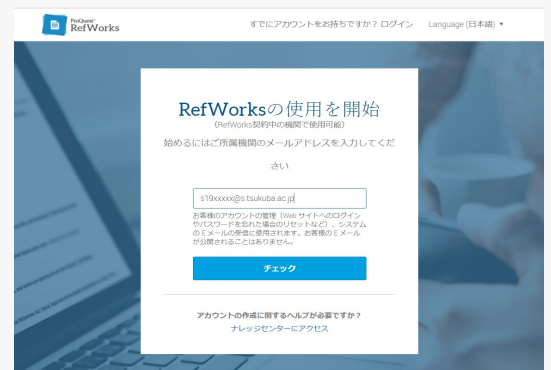 ProQuest®
RefWorks
すでにアカウントをお持ちですか? ログイン Language (日本語) ▼
RefWorksの使用を開始
(RefWorks契約中の機関で使用可能)
始めるにはご所属機関のメールアドレスを入力してくだ
さい
s19xxxxx@s.tsukuba.ac.jp
お客様のアカウントの管理（Web サイトへのログイン
やパスワードを忘れた場合のリセットなど）、システム
の E メールの受信に使用されます。お客様の E メール
が公開されることはありません。
チェック
アカウントの作成に関するヘルプが必要ですか？
ナレッジセンターにアクセス